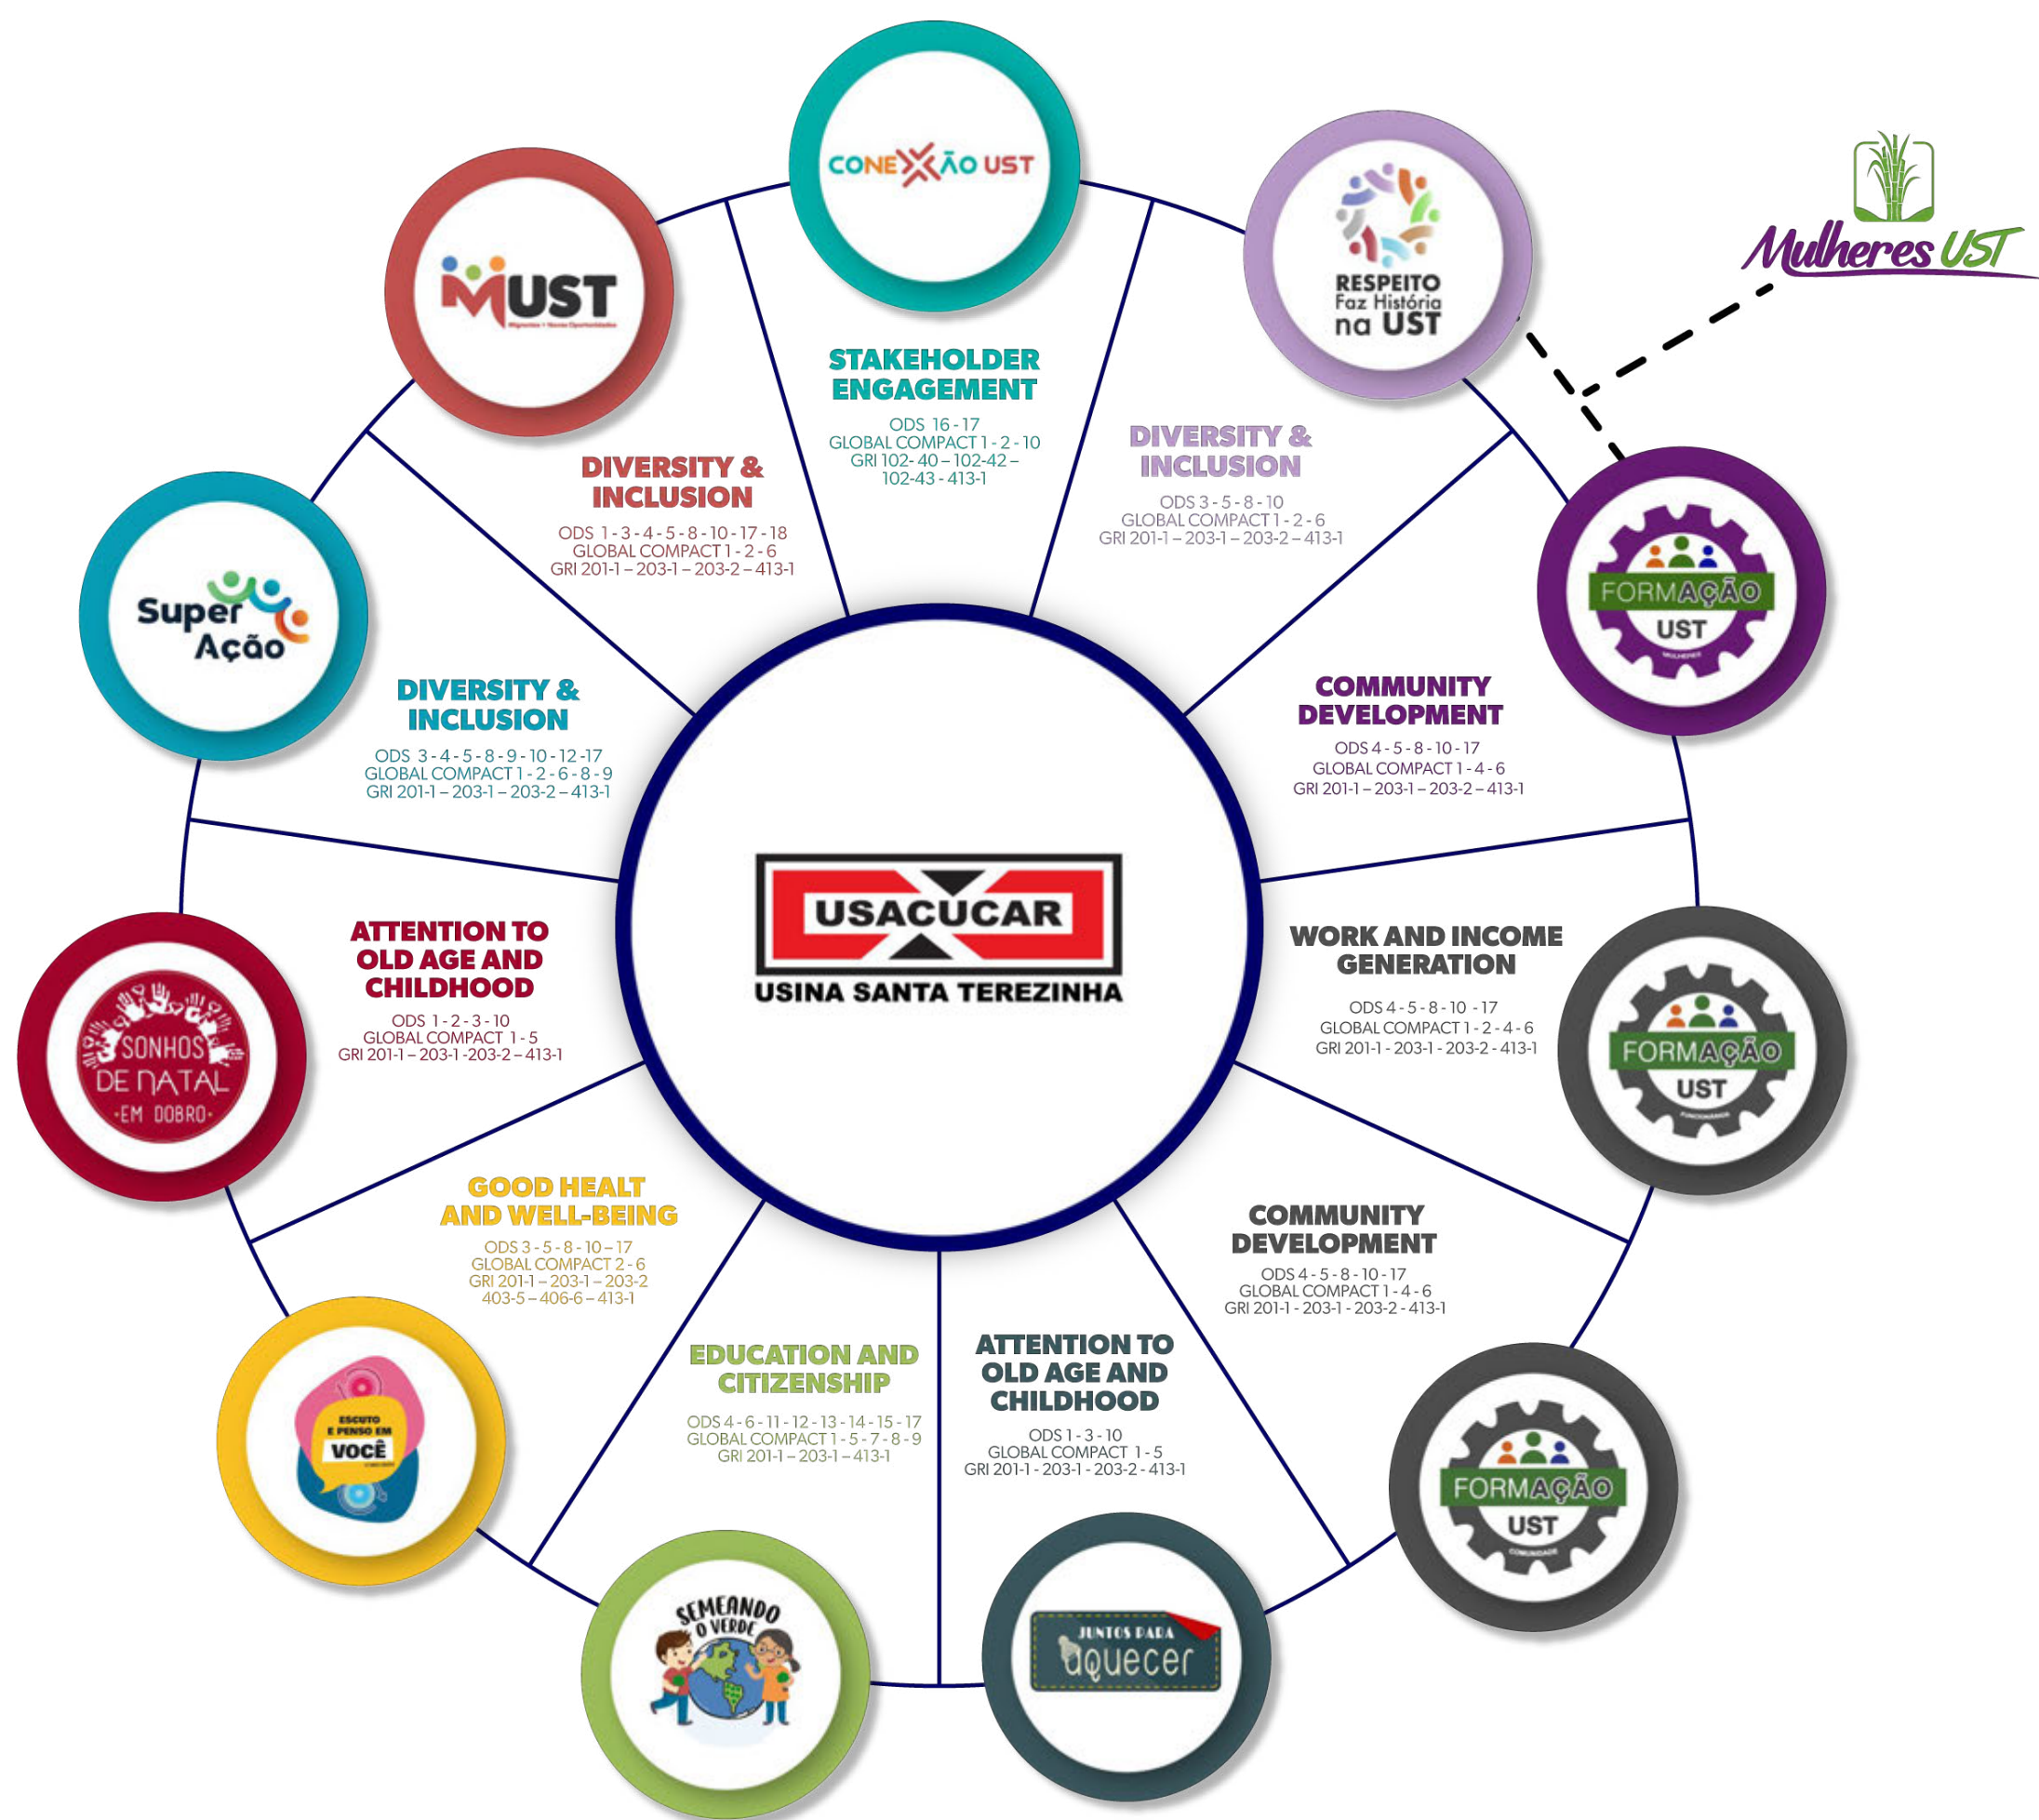 CONEXÃO UST
STAKEHOLDER
ENGAGEMENT
ODS 16 - 17
GLOBAL COMPACT 1 - 2 - 10
GRI 102- 40 – 102-42 –
102-43 - 413-1
RESPEITO
Faz História
na UST
DIVERSITY &
INCLUSION
ODS 3 - 5 - 8 - 10
GLOBAL COMPACT 1 - 2 - 6
GRI 201-1 – 203-1 – 203-2 – 413-1
Mulheres UST
FORMAÇÃO
UST
MULHERES
COMMUNITY
DEVELOPMENT
ODS 4 - 5 - 8 - 10 - 17
GLOBAL COMPACT 1 - 4 - 6
GRI 201-1 – 203-1 – 203-2 – 413-1
WORK AND INCOME
GENERATION
ODS 4 - 5 - 8 - 10 - 17
GLOBAL COMPACT 1 - 2 - 4 - 6
GRI 201-1 - 203-1 - 203-2 - 413-1
FORMAÇÃO
UST
COMMUNITY
DEVELOPMENT
ODS 4 - 5 - 8 - 10 - 17
GLOBAL COMPACT 1 - 4 - 6
GRI 201-1 - 203-1 - 203-2 - 413-1
FORMAÇÃO
UST
COMUNIDADE
ATTENTION TO
OLD AGE AND
CHILDHOOD
ODS 1 - 3 - 10
GLOBAL COMPACT 1 - 5
GRI 201-1 - 203-1 - 203-2 - 413-1
JUNTOS PARA
aquecer
EDUCATION AND
CITIZENSHIP
ODS 4 - 6 - 11 - 12 - 13 - 14 - 15 - 17
GLOBAL COMPACT 1 - 5 - 7 - 8 - 9
GRI 201-1 – 203-1 – 413-1
SEMEANDO
O VERDE
GOOD HEALT
AND WELL-BEING
ODS 3 - 5 - 8 - 10 – 17
GLOBAL COMPACT 2 - 6
GRI 201-1 – 203-1 – 203-2
403-5 – 406-6 – 413-1
ESCUTO
E PENSO EM
VOCÊ
ATTENTION TO
OLD AGE AND
CHILDHOOD
ODS 1 - 2 - 3 - 10
GLOBAL COMPACT 1 - 5
GRI 201-1 – 203-1 -203-2 – 413-1
SONHOS
DE NATAL
·EM DOBRO·
Super
Ação
DIVERSITY &
INCLUSION
ODS 3 - 4 - 5 - 8 - 9 - 10 - 12 -17
GLOBAL COMPACT 1 - 2 - 6 - 8 - 9
GRI 201-1 – 203-1 – 203-2 – 413-1
MUST
DIVERSITY &
INCLUSION
ODS 1 - 3 - 4 - 5 - 8 - 10 - 17 - 18
GLOBAL COMPACT 1 - 2 - 6
GRI 201-1 – 203-1 – 203-2 – 413-1
USACUCAR
USINA SANTA TEREZINHA